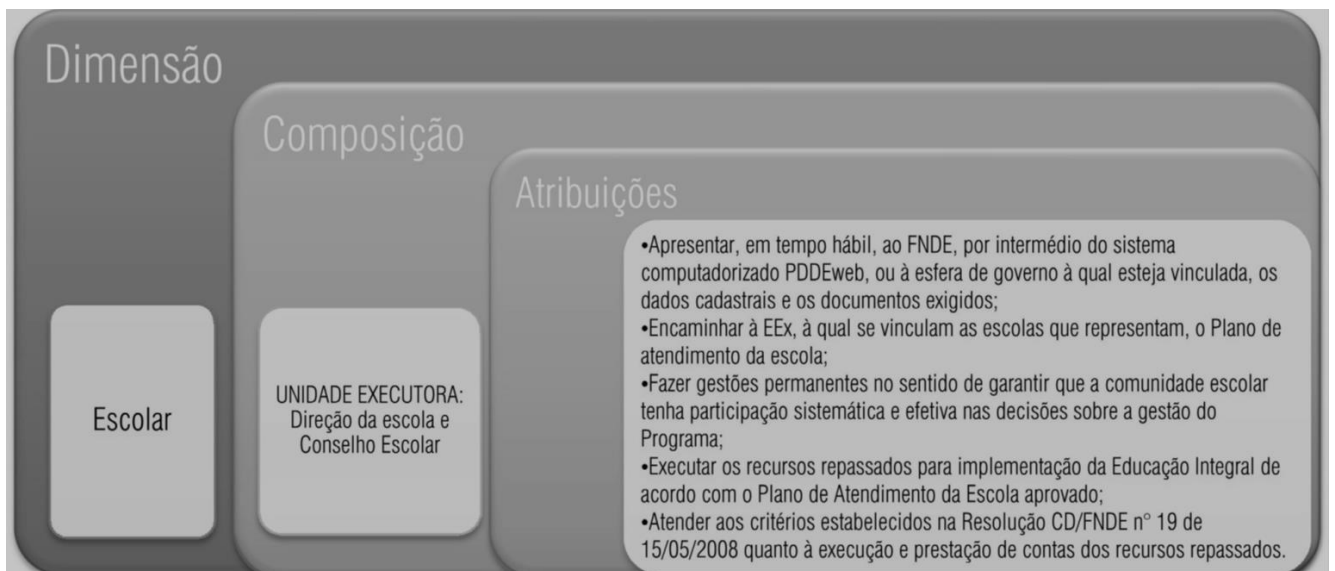 Dimensão
Composição
Atribuições
Escolar
UNIDADE EXECUTORA:
Direção da escola e
Conselho Escolar
•Apresentar, em tempo hábil, ao FNDE, por intermédio do sistema
computadorizado PDDEweb, ou à esfera de governo à qual esteja vinculada, os
dados cadastrais e os documentos exigidos;
•Encaminhar à EEx, à qual se vinculam as escolas que representam, o Plano de
atendimento da escola;
•Fazer gestões permanentes no sentido de garantir que a comunidade escolar
tenha participação sistemática e efetiva nas decisões sobre a gestão do
Programa;
•Executar os recursos repassados para implementação da Educação Integral de
acordo com o Plano de Atendimento da Escola aprovado;
•Atender aos critérios estabelecidos na Resolução CD/FNDE n° 19 de
15/05/2008 quanto à execução e prestação de contas dos recursos repassados.